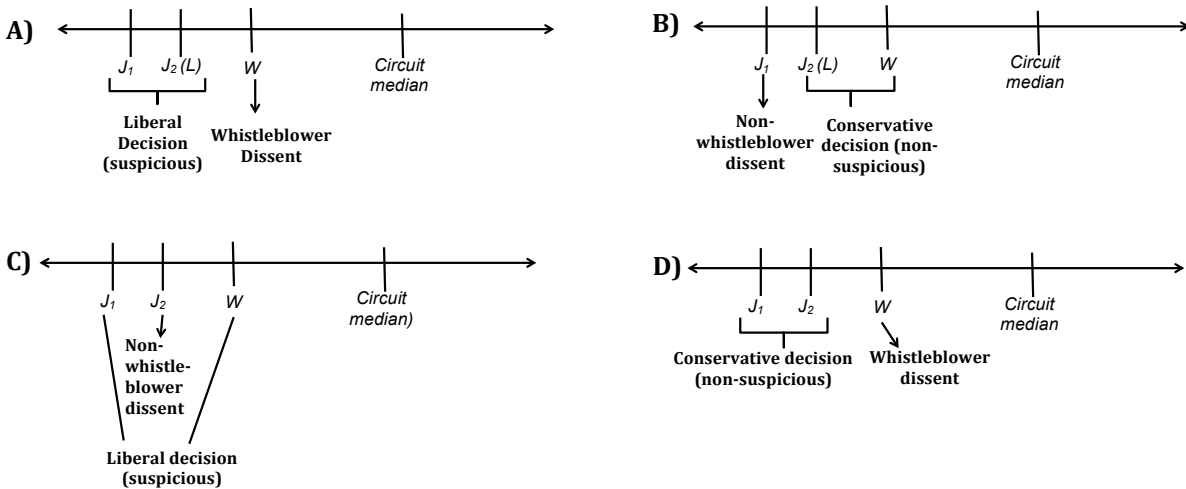 A)
J1
J2 (L)
W
Circuit
median
Liberal
Decision
(suspicious)
Whistleblower
Dissent
B)
J1
J2 (L)
W
Circuit
median
Non-
whistleblower
dissent
Conservative
decision (non-
suspicious)
C)
J1
J2
W
Circuit
median)
Non-
whistle-
blower
dissent
Liberal decision
(suspicious)
D)
J1
J2
W
Circuit
median
Conservative decision
(non-suspicious)
Whistleblower
dissent